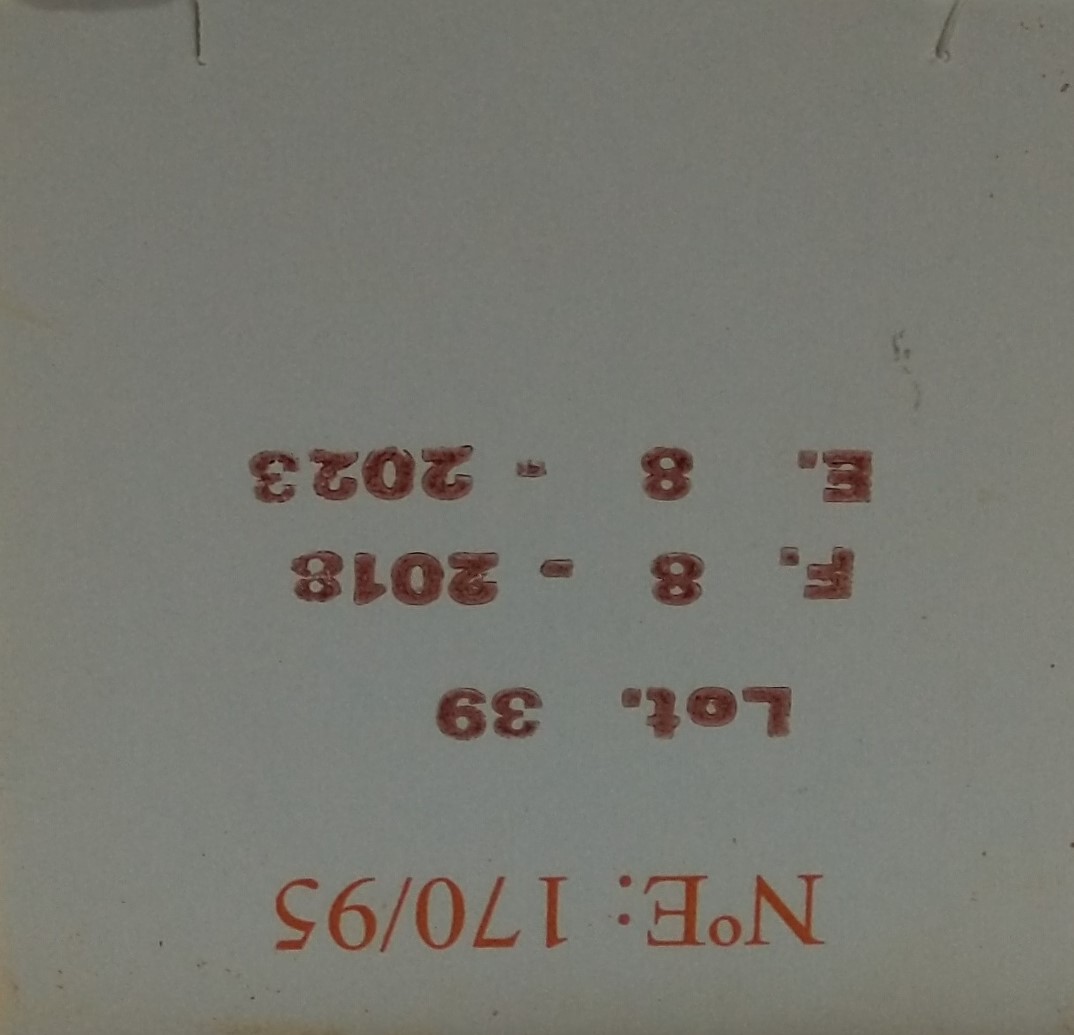 NºE: 170/95
Lot. 39
F. 8 - 2018
E. 8 - 2023